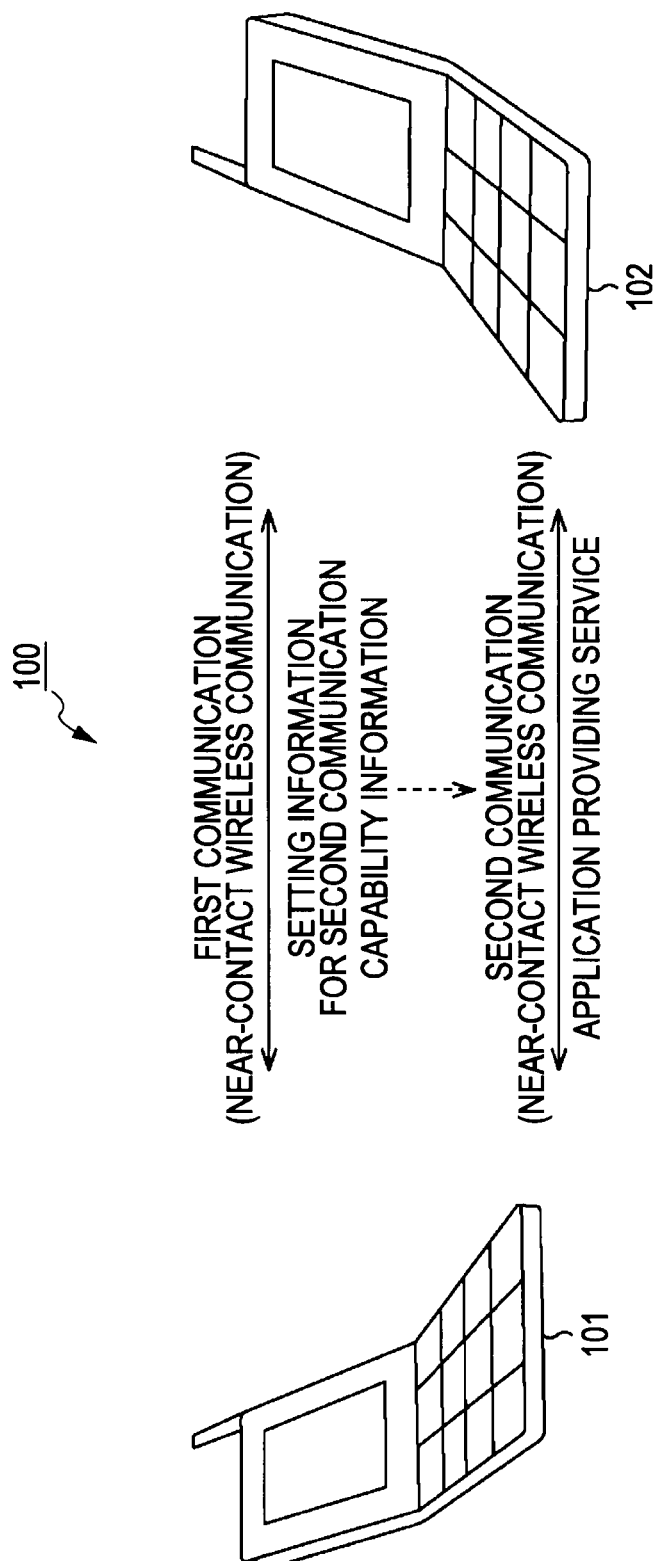 100
FIRST COMMUNICATION
(NEAR-CONTACT WIRELESS COMMUNICATION)
SETTING INFORMATION
FOR SECOND COMMUNICATION
CAPABILITY INFORMATION
SECOND COMMUNICATION
(NEAR-CONTACT WIRELESS COMMUNICATION)
APPLICATION PROVIDING SERVICE
101
102